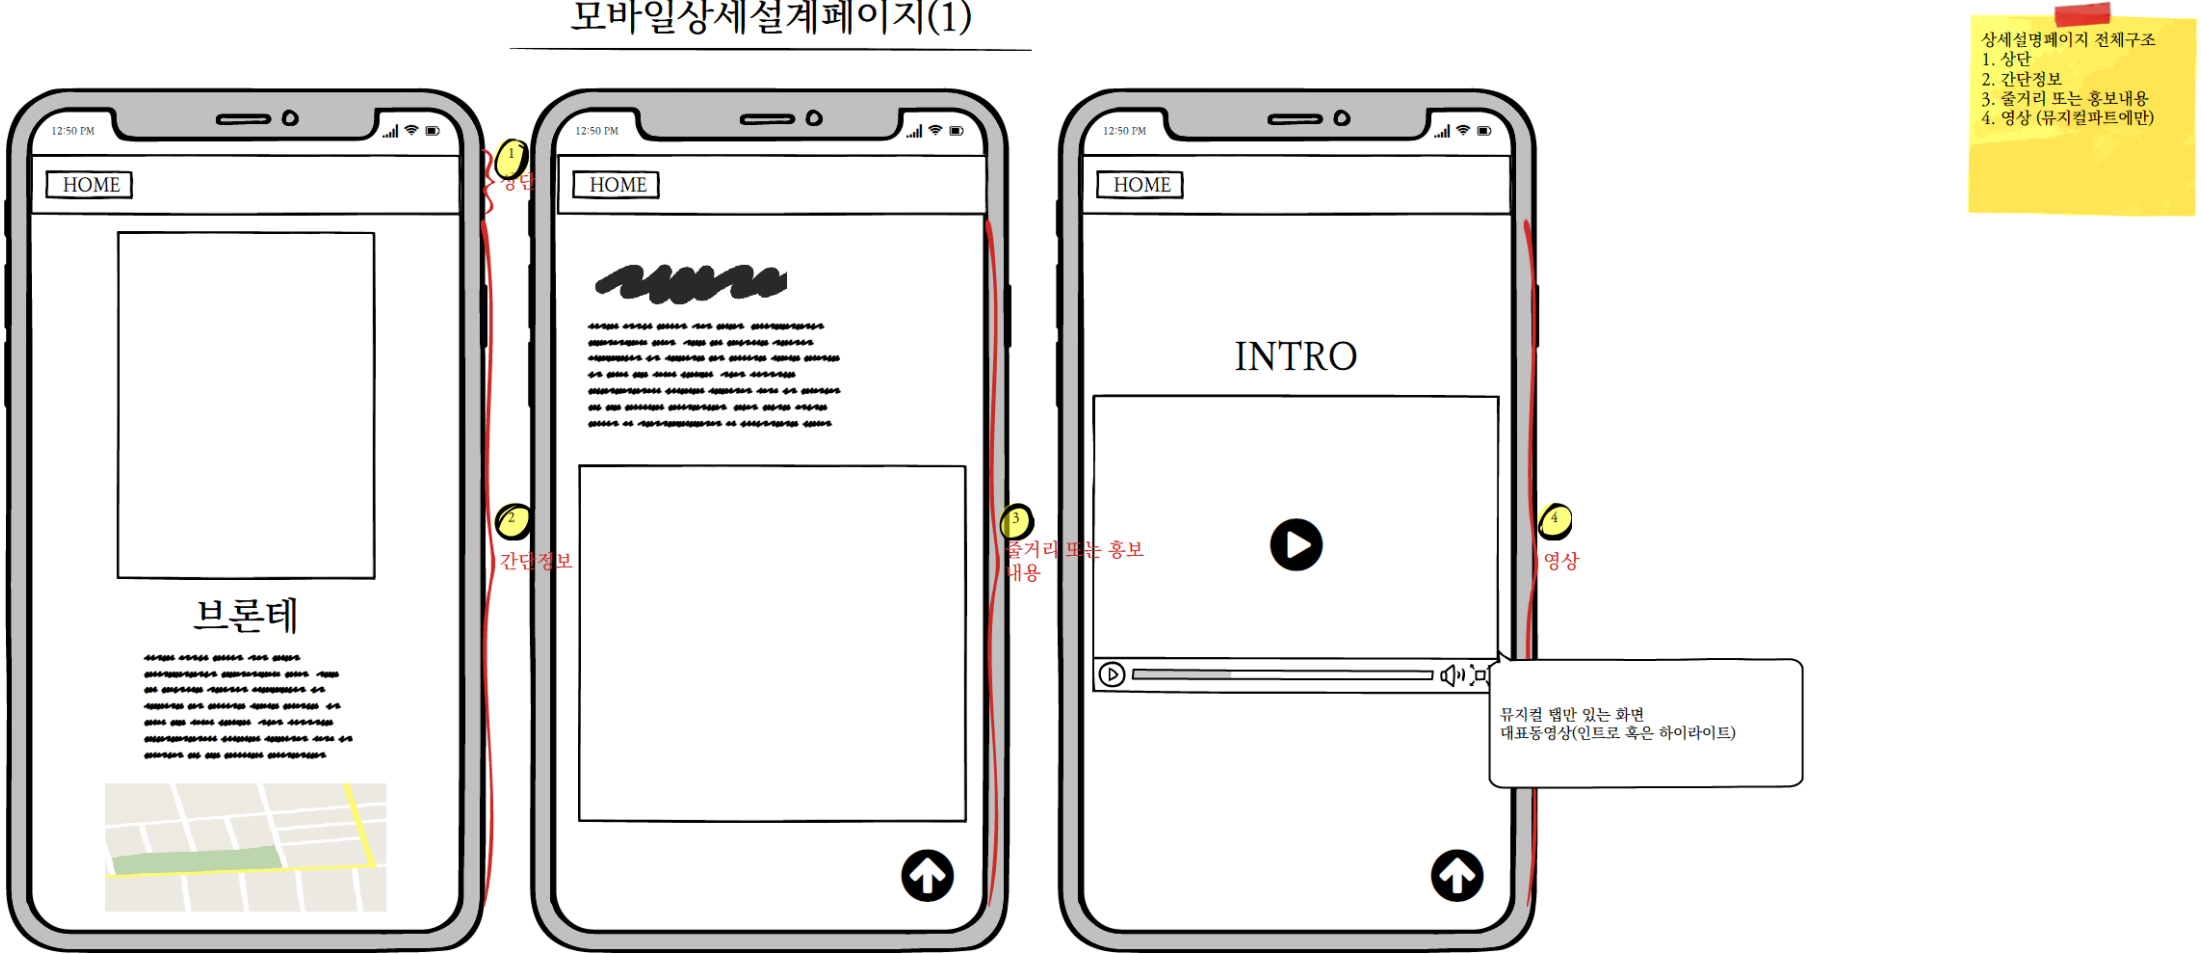 모바일상세설계페이지(1)
상세설명페이지 전체구조
1. 상단
2. 간단정보
3. 줄거리 또는 홍보내용
4. 영상 (뮤지컬파트에만)
12:50 PM
HOME
브론테
1
상단
2
간단정보
12:50 PM
HOME
3
줄거리 또는 홍보
내용
12:50 PM
HOME
INTRO
4
영상
뮤지컬 탭만 있는 화면
대표동영상(인트로 혹은 하이라이트)